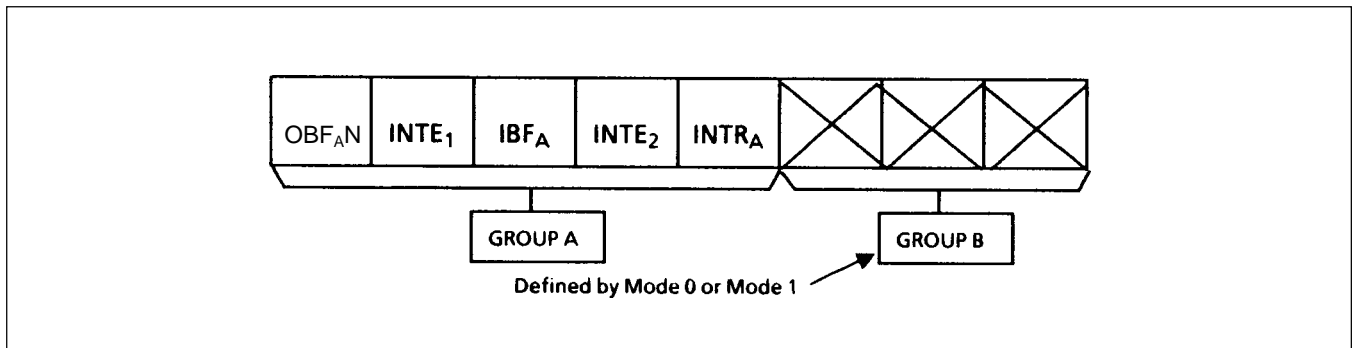 OBFAN INTE1 IBFA INTE2 INTRA
GROUP A GROUP B
Defined by Mode 0 or Mode 1